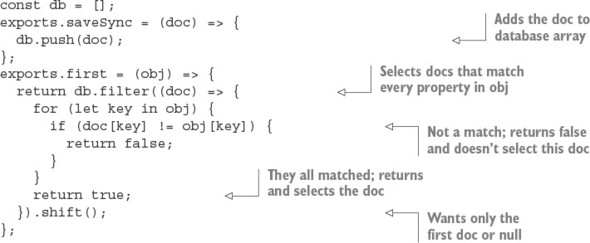 const db = [];
exports.saveSync = (doc) => {
  db.push(doc);
};
exports.first = (obj) => {
  return db.filter((doc) => {
    for (let key in obj) {
      if (doc[key] != obj[key]) {
        return false;
      }
    }
    return true;
  }).shift();
};
Adds the doc to
database array
Selects docs that match
every property in obj
Not a match; returns false
and doesn't select this doc
They all matched; returns
and selects the doc
Wants only the
first doc or null